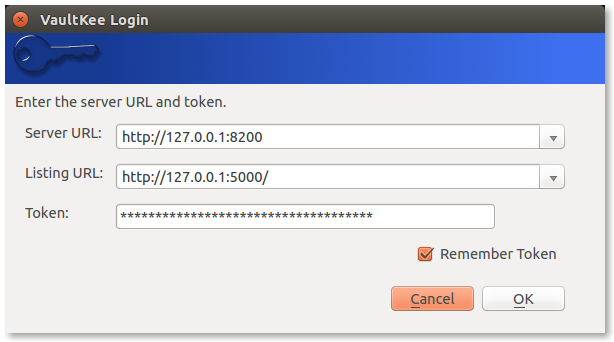 VaultKee Login
Enter the server URL and token.
Server URL: http://127.0.0.1:8200
Listing URL: http://127.0.0.1:5000/
Token: ************************************
Remember Token
Cancel OK